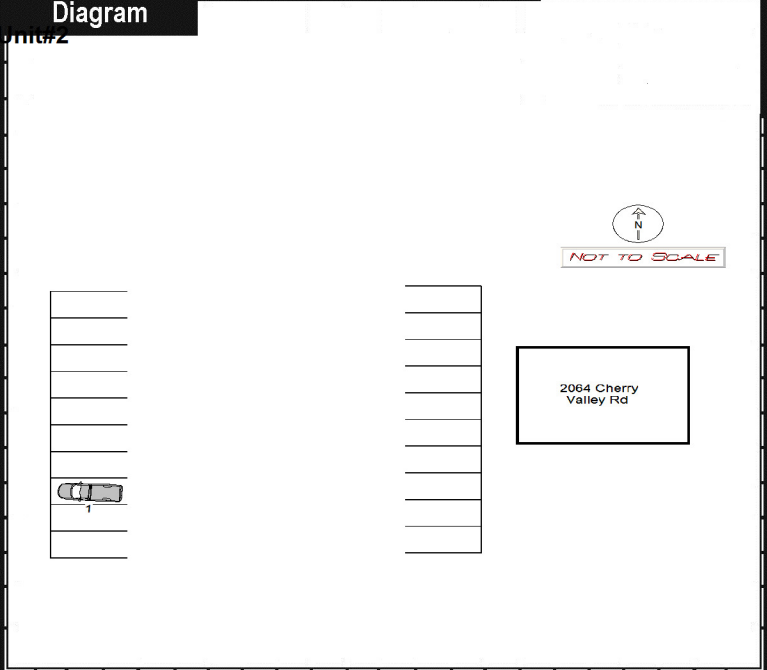 Diagram
Unit#2
N
NOT TO SCALE
2064 Cherry
Valley Rd
1